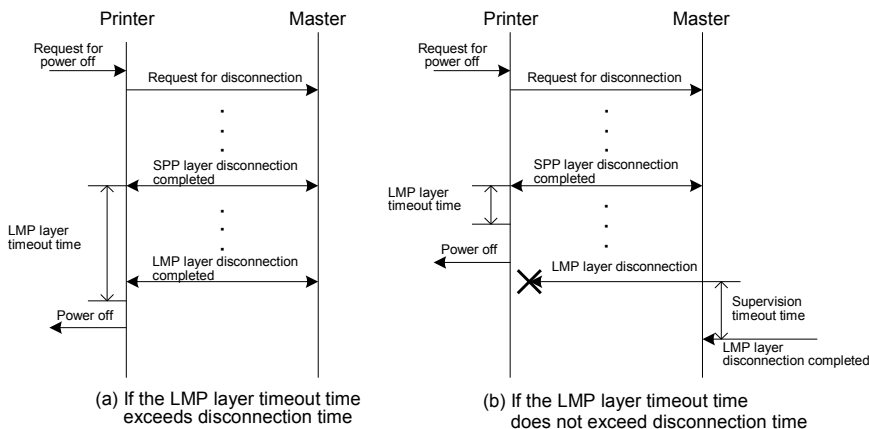 Printer
Master
Request for
power off
Request for disconnection
SPP layer disconnection
completed
LMP layer
timeout time
LMP layer disconnection
completed
Power off
(a) If the LMP layer timeout time
exceeds disconnection time
Printer
Master
Request for
power off
Request for disconnection
SPP layer disconnection
completed
LMP layer
timeout time
Power off
LMP layer disconnection
Supervision
timeout time
LMP layer
disconnection completed
(b) If the LMP layer timeout time
does not exceed disconnection time